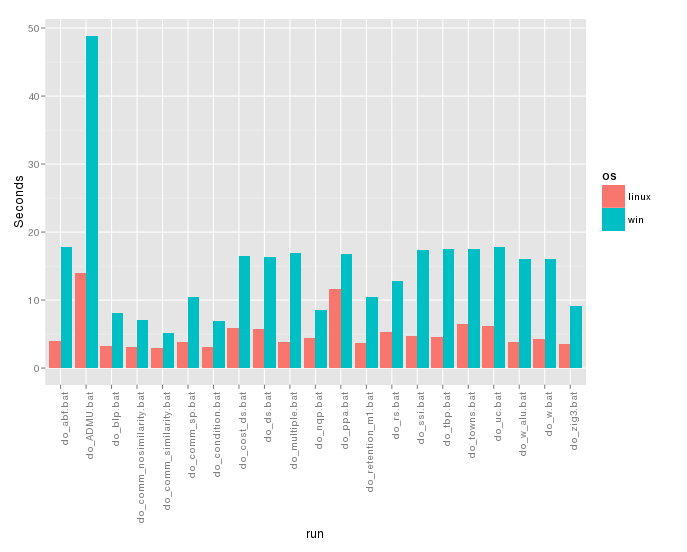 50
40
30
20
10
0
Seconds
do_abf.bat
do_ADMU.bat
do_blp.bat
do_comm_nosimilarity.bat
do_comm_similarity.bat
do_comm_sp.bat
do_condition.bat
do_cost_ds.bat
do_ds.bat
do_multiple.bat
do_nqp.bat
do_ppa.bat
do_retention_m1.bat
do_rs.bat
do_ssi.bat
do_tbp.bat
do_towns.bat
do_uc.bat
do_w_alu.bat
do_w.bat
do_zig3.bat
run
os
linux
win